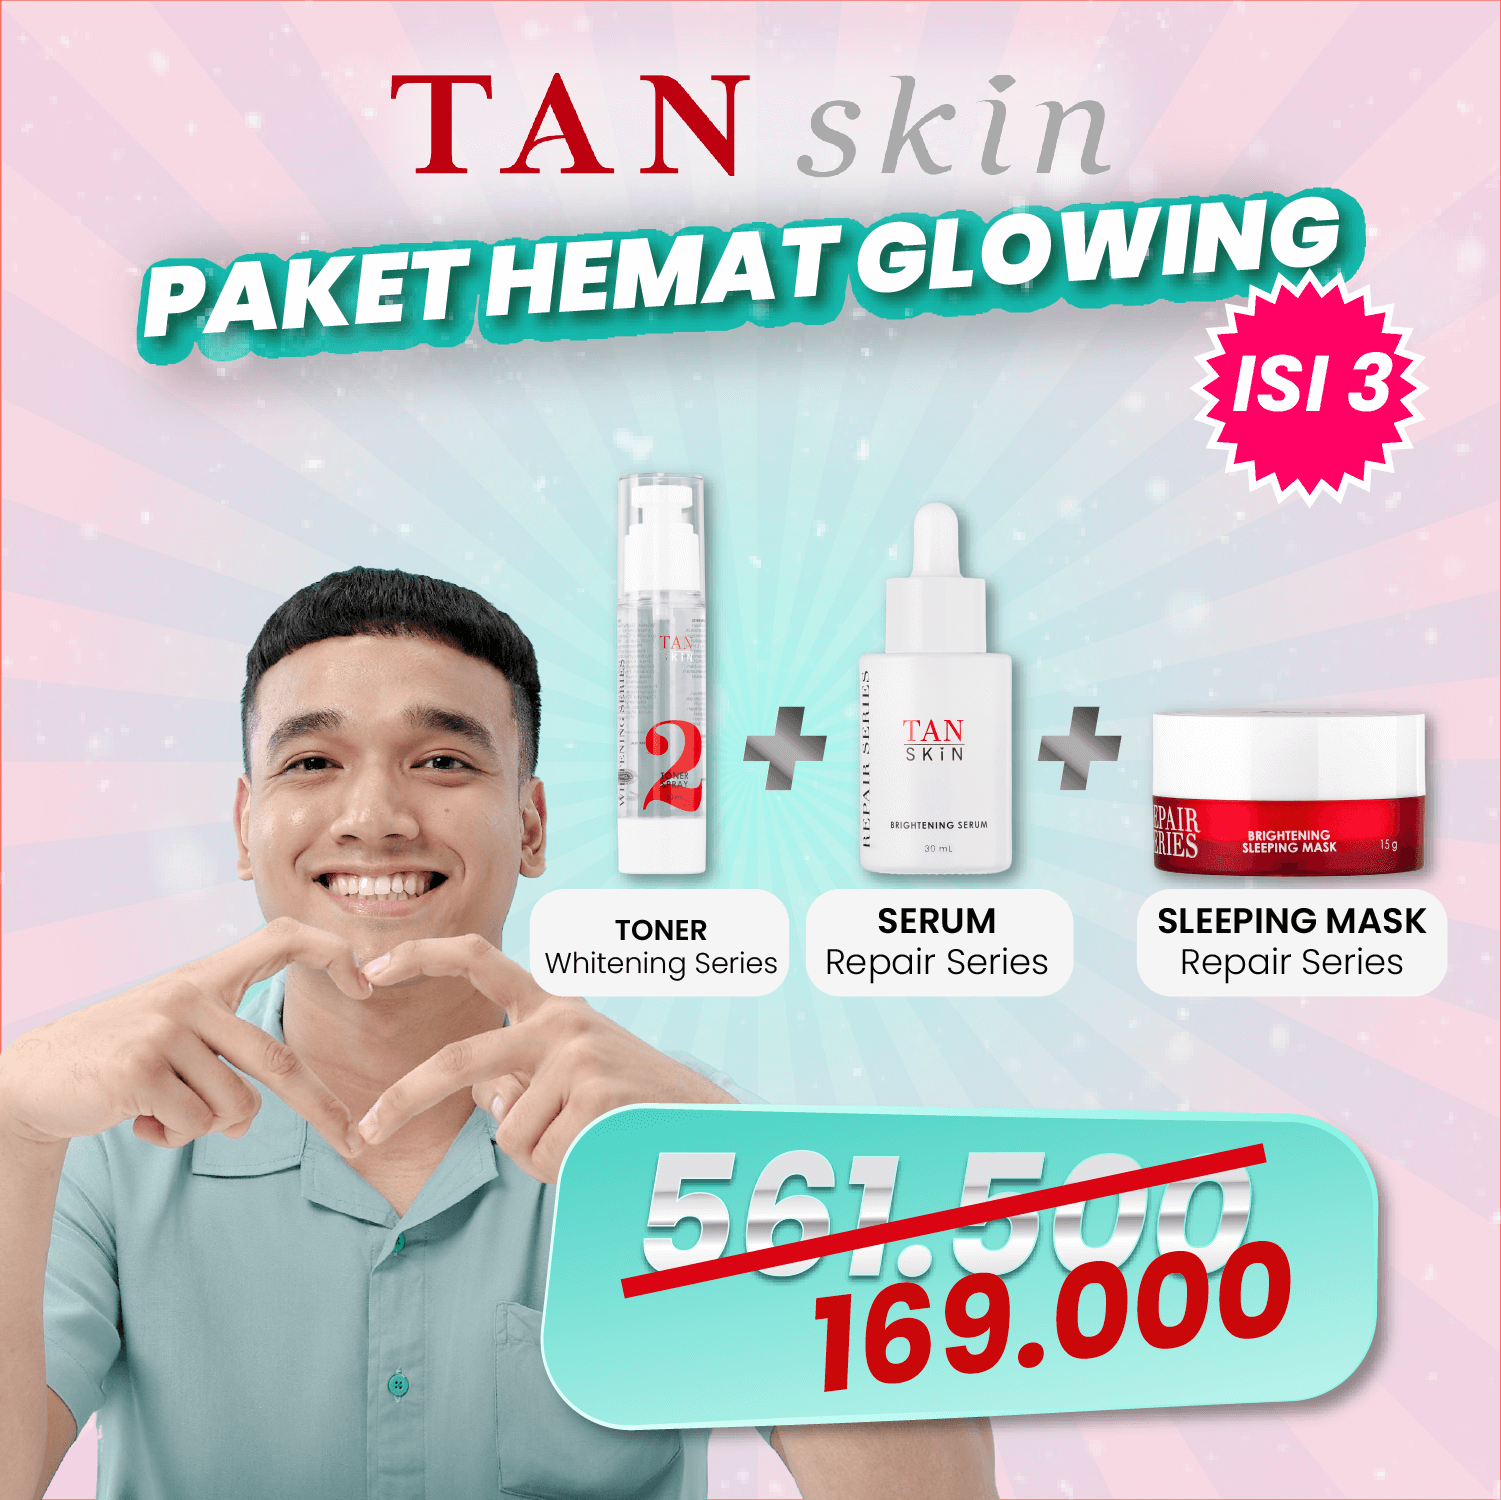 TAN skin
PAKET HEMAT GLOWING
ISI 3
WHITENING SERIES
TAN
SKiN
2
TONER
SPRAY
REPAIR SERIES
TAN
SKiN
BRIGHTENING SERUM
30 mL
EPAIR
ERIES
BRIGHTENING
SLEEPING MASK
15 g
TONER
Whitening Series
SERUM
Repair Series
SLEEPING MASK
Repair Series
561.500
169.000